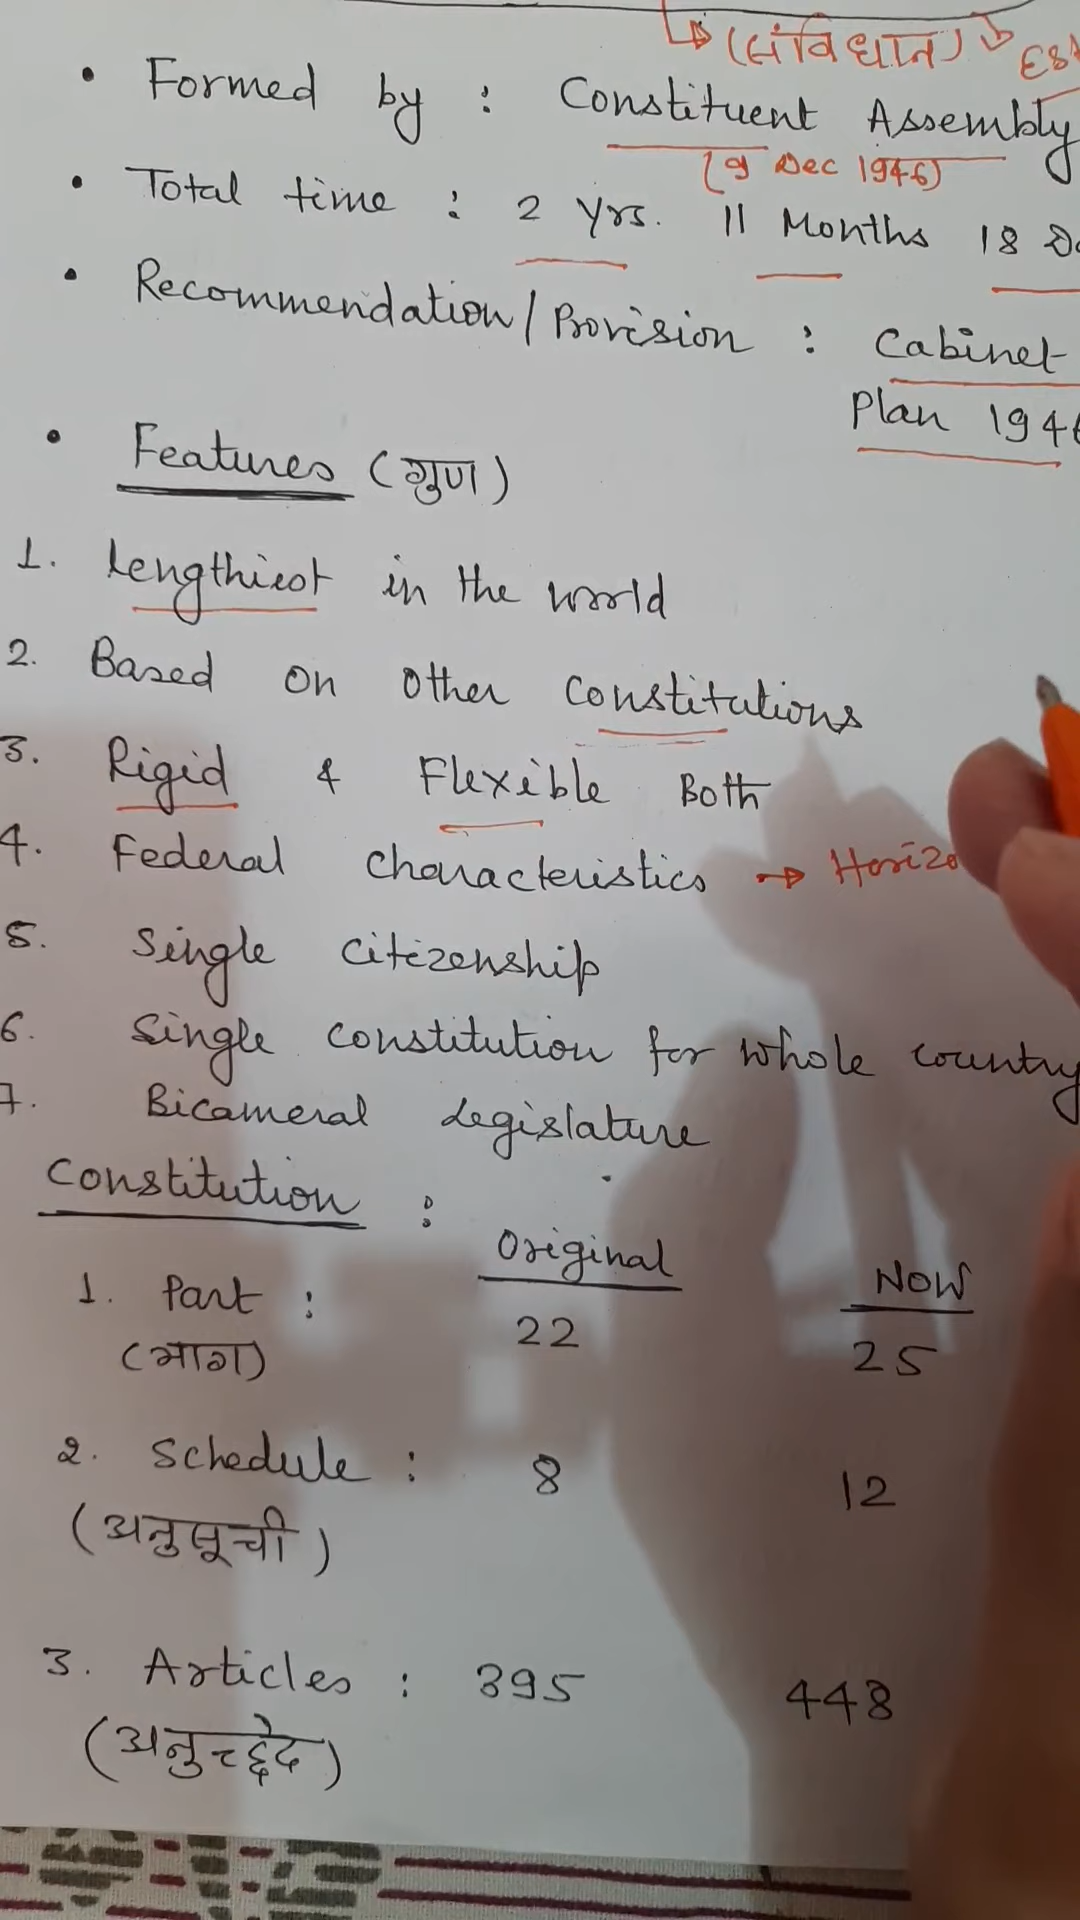 (संविधान)
• Formed by : Constituent Assembly
(9 Dec 1946)
• Total time : 2 yrs. 11 Months 18
• Recommendation/Provision : Cabinet
Plan 194
• Features (गुण)
1. Lengthiest in the world
2. Based on other constitutions
3. Rigid & Flexible Both
4. Federal characteristics →
5. Single citizenship
6. Single constitution for whole country
7. Bicameral Legislature
Constitution :
Original NOW
1. Part : 22 25
(भाग)
2. Schedule : 8 12
(अनुसूची)
3. Articles : 395 448
(अनुच्छेद)